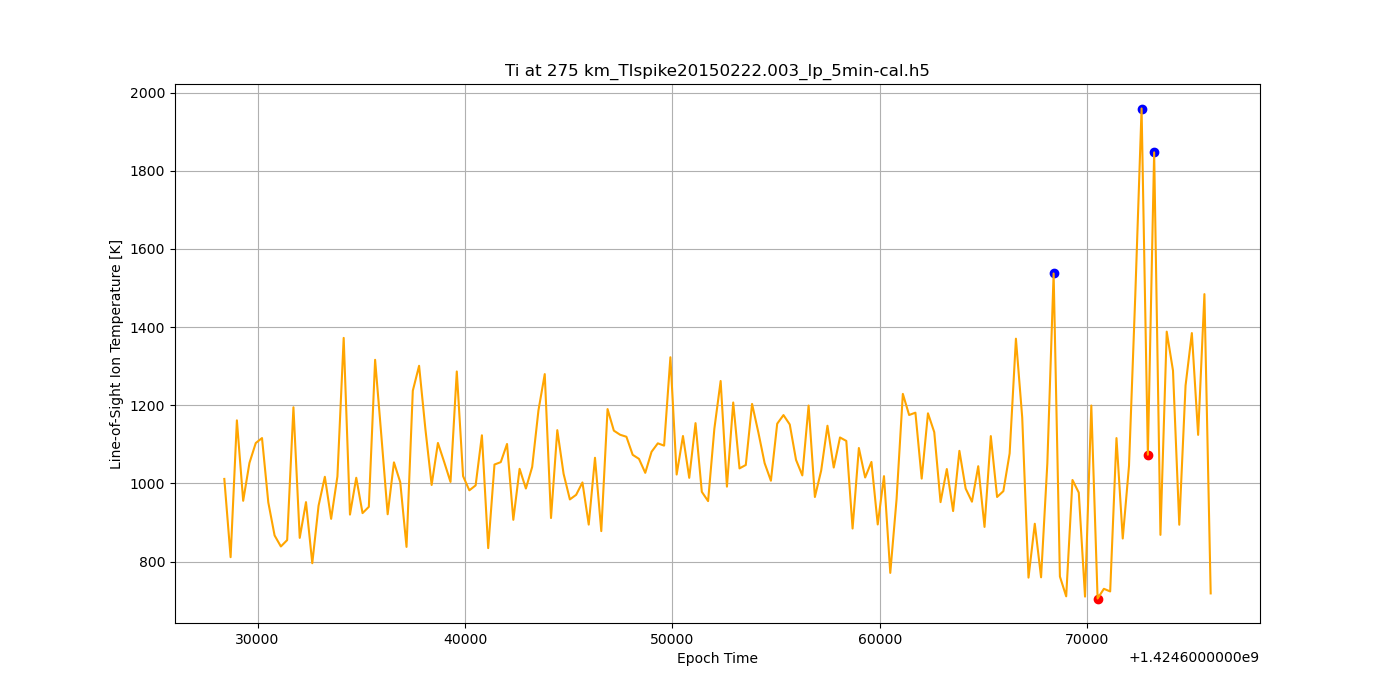 Ti at 275 km_TIspike20150222.003_lp_5min-cal.h5
Line-of-Sight Ion Temperature [K]
2000
1800
1600
1400
1200
1000
800
30000 40000 50000 60000 70000
Epoch Time
+1.4246000000e9